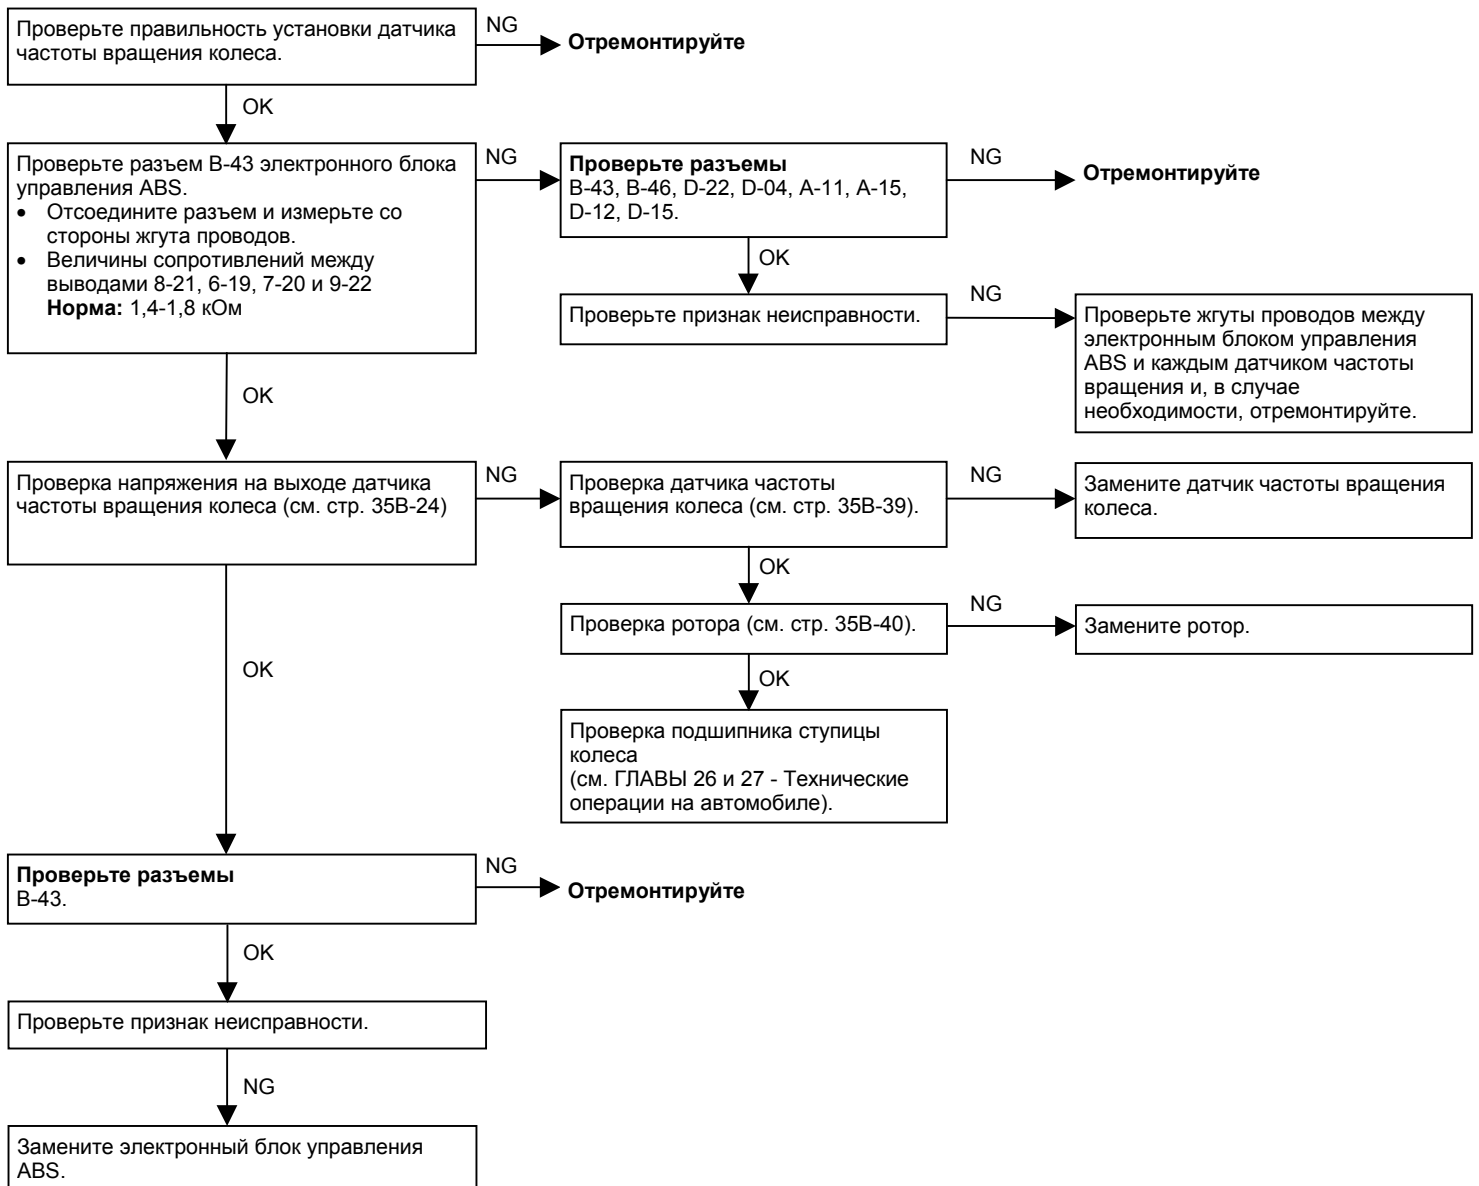 Проверьте правильность установки датчика
частоты вращения колеса.
NG
Отремонтируйте
OK
Проверьте разъем B-43 электронного блока
управления ABS.
• Отсоедините разъем и измерьте со
стороны жгута проводов.
• Величины сопротивлений между
выводами 8-21, 6-19, 7-20 и 9-22
Норма: 1,4-1,8 кОм
NG
Проверьте разъемы
B-43, B-46, D-22, D-04, A-11, A-15,
D-12, D-15.
NG
Отремонтируйте
OK
Проверьте признак неисправности.
NG
Проверьте жгуты проводов между
электронным блоком управления
ABS и каждым датчиком частоты
вращения и, в случае
необходимости, отремонтируйте.
OK
Проверка напряжения на выходе датчика
частоты вращения колеса (см. стр. 35B-24)
NG
Проверка датчика частоты
вращения колеса (см. стр. 35B-39).
NG
Замените датчик частоты вращения
колеса.
OK
Проверка ротора (см. стр. 35B-40).
NG
Замените ротор.
OK
OK
Проверка подшипника ступицы
колеса
(см. ГЛАВЫ 26 и 27 - Технические
операции на автомобиле).
Проверьте разъемы
B-43.
NG
Отремонтируйте
OK
Проверьте признак неисправности.
NG
Замените электронный блок управления
ABS.